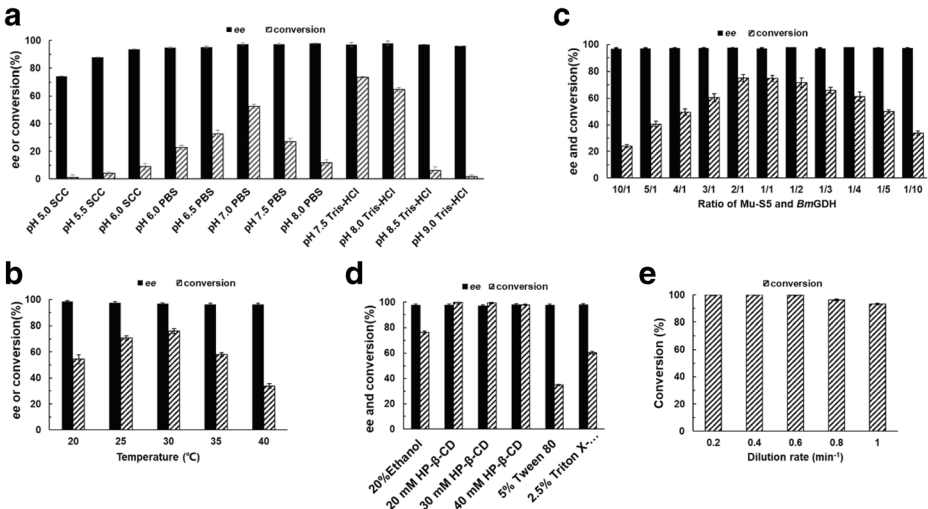 a
ee conversion
ee or conversion(%)
100
80
60
40
20
0
pH 5.0 SCC
pH 5.5 SCC
pH 6.0 SCC
pH 6.0 PBS
pH 6.5 PBS
pH 7.0 PBS
pH 7.5 PBS
pH 8.0 PBS
pH 7.5 Tris-HCl
pH 8.0 Tris-HCl
pH 8.5 Tris-HCl
pH 9.0 Tris-HCl
c
ee conversion
ee and conversion(%)
100
80
60
40
20
0
10/1 5/1 4/1 3/1 2/1 1/1 1/2 1/3 1/4 1/5 1/10
Ratio of Mu-S5 and BmGDH
b
ee conversion
ee or conversion(%)
100
80
60
40
20
0
20 25 30 35 40
Temperature (℃)
d
ee conversion
ee and conversion(%)
100
80
60
40
20
0
20%Ethanol
20 mM HP-β-CD
30 mM HP-β-CD
40 mM HP-β-CD
5% Tween 80
2.5% Triton X-...
e
conversion
Conversion (%)
100
80
60
40
20
0
0.2 0.4 0.6 0.8 1
Dilution rate (min-1)